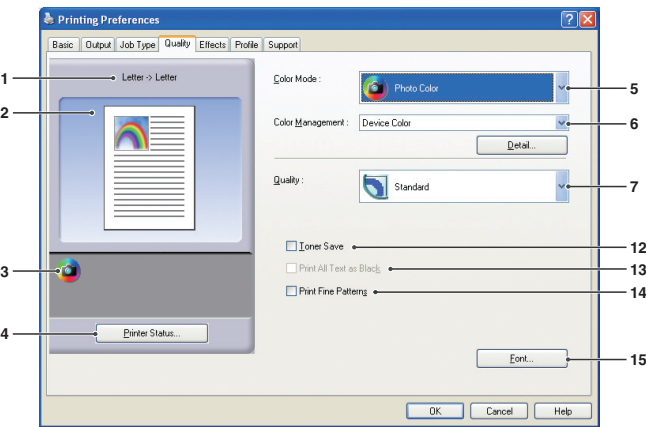 Printing Preferences
Basic Output Job Type Quality Effects Profile Support
1 Letter -> Letter
2
3
4 Printer Status...
Color Mode : Photo Color 5
Color Management : Device Color 6
Detail...
Quality : Standard 7
Toner Save 12
Print All Text as Black 13
Print Fine Patterns 14
Font... 15
OK Cancel Help